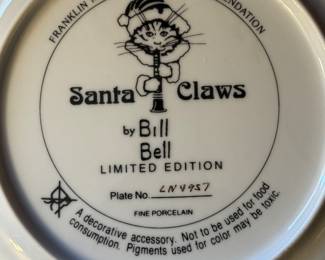 FRANKLIN
UNDATION
Santa Claws
by Bill
Bell
LIMITED EDITION
Plate No. LN4957
FINE PORCELAIN
A decorative accessory. Not to be used for food
consumption. Pigments used for color may be toxic.